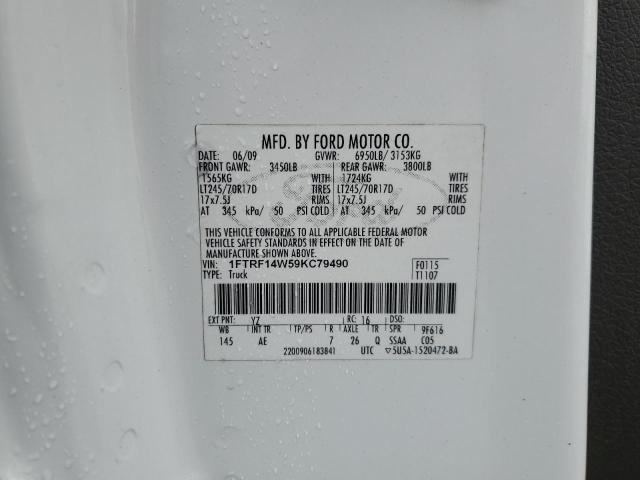 MFD. BY FORD MOTOR CO.
DATE: 06/09 GVWR: 6950LB/ 3153KG
FRONT GAWR: 3450LB REAR GAWR: 3800LB
1565KG WITH 1724KG WITH
LT245/70R17D TIRES LT245/70R17D TIRES
17x7.5J RIMS 17x7.5J RIMS
AT 345 kPa/ 50 PSI COLD AT 345 kPa/ 50 PSI COLD
THIS VEHICLE CONFORMS TO ALL APPLICABLE FEDERAL MOTOR
VEHICLE SAFETY STANDARDS IN EFFECT ON THE DATE OF
MANUFACTURE SHOWN ABOVE.
VIN: 1FTRF14W59KC79490 F0115
TYPE: Truck T1107
EXT PNT: YZ RC: 16 DSO:
WB INT TR TP/PS R AXLE TR SPR 9F616
145 AE 7 26 Q SSAA C05
2200906183841 UTC ▽5U5A-1520472-BA